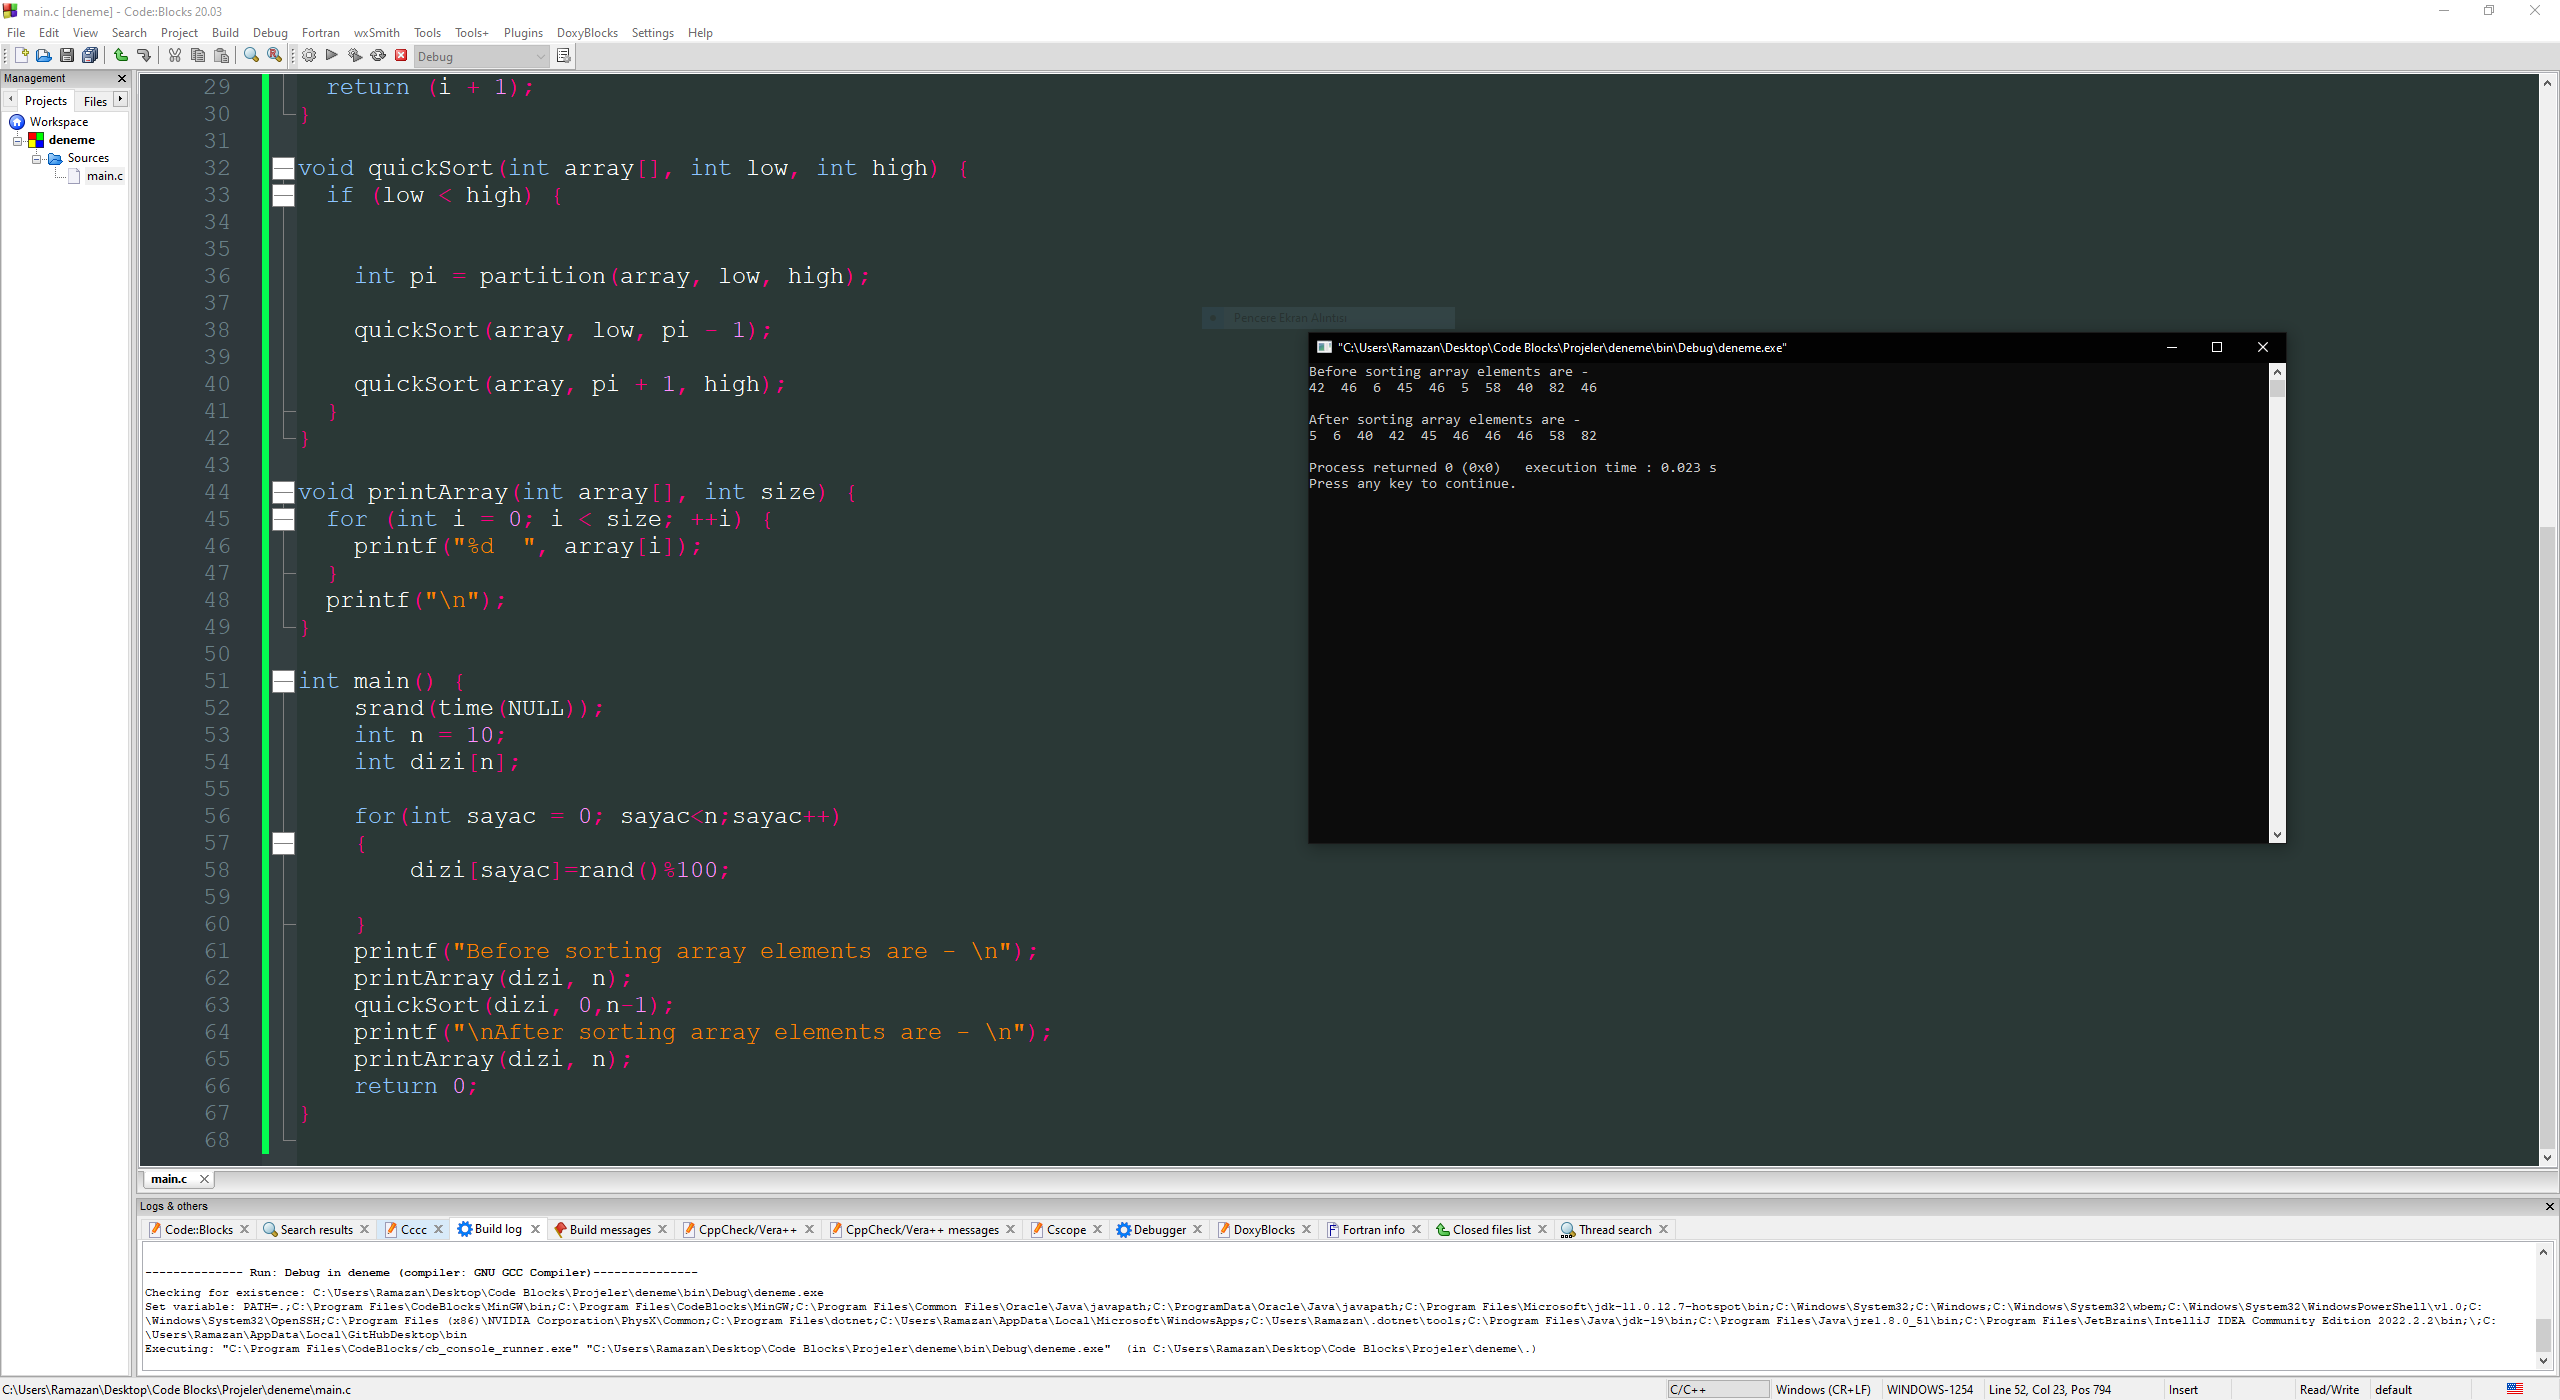 main.c [deneme] - Code::Blocks 20.03
File Edit View Search Project Build Debug Fortran wxSmith Tools Tools+ Plugins DoxyBlocks Settings Help
Debug
Management
Projects Files
Workspace
deneme
Sources
main.c
29 return (i + 1);
30 }
31
32 void quickSort(int array[], int low, int high) {
33 if (low < high) {
34
35
36 int pi = partition(array, low, high);
37
38 quickSort(array, low, pi - 1);
39
40 quickSort(array, pi + 1, high);
41 }
42 }
43
44 void printArray(int array[], int size) {
45 for (int i = 0; i < size; ++i) {
46 printf("%d  ", array[i]);
47 }
48 printf("\n");
49 }
50
51 int main() {
52 srand(time(NULL));
53 int n = 10;
54 int dizi[n];
55
56 for(int sayac = 0; sayac<n;sayac++)
57 {
58 dizi[sayac]=rand()%100;
59
60 }
61 printf("Before sorting array elements are - \n");
62 printArray(dizi, n);
63 quickSort(dizi, 0,n-1);
64 printf("\nAfter sorting array elements are - \n");
65 printArray(dizi, n);
66 return 0;
67 }
68
Pencere Ekran Alıntısı
"C:\Users\Ramazan\Desktop\Code Blocks\Projeler\deneme\bin\Debug\deneme.exe"
Before sorting array elements are -
42  46  6  45  46  5  58  40  82  46
After sorting array elements are -
5  6  40  42  45  46  46  46  58  82
Process returned 0 (0x0)   execution time : 0.023 s
Press any key to continue.
main.c
Logs & others
Code::Blocks Search results Cccc Build log Build messages CppCheck/Vera++ CppCheck/Vera++ messages Cscope Debugger DoxyBlocks Fortran info Closed files list Thread search
-------------- Run: Debug in deneme (compiler: GNU GCC Compiler)---------------
Checking for existence: C:\Users\Ramazan\Desktop\Code Blocks\Projeler\deneme\bin\Debug\deneme.exe
Set variable: PATH=.;C:\Program Files\CodeBlocks\MinGW\bin;C:\Program Files\CodeBlocks\MinGW;C:\Program Files\Common Files\Oracle\Java\javapath;C:\ProgramData\Oracle\Java\javapath;C:\Program Files\Microsoft\jdk-11.0.12.7-hotspot\bin;C:\Windows\System32;C:\Windows;C:\Windows\System32\wbem;C:\Windows\System32\WindowsPowerShell\v1.0;C:
\Windows\System32\OpenSSH;C:\Program Files (x86)\NVIDIA Corporation\PhysX\Common;C:\Program Files\dotnet;C:\Users\Ramazan\AppData\Local\Microsoft\WindowsApps;C:\Users\Ramazan\.dotnet\tools;C:\Program Files\Java\jdk-19\bin;C:\Program Files\Java\jre1.8.0_51\bin;C:\Program Files\JetBrains\IntelliJ IDEA Community Edition 2022.2.2\bin;\;C:
\Users\Ramazan\AppData\Local\GitHubDesktop\bin
Executing: "C:\Program Files\CodeBlocks/cb_console_runner.exe" "C:\Users\Ramazan\Desktop\Code Blocks\Projeler\deneme\bin\Debug\deneme.exe"  (in C:\Users\Ramazan\Desktop\Code Blocks\Projeler\deneme\.)
C:\Users\Ramazan\Desktop\Code Blocks\Projeler\deneme\main.c C/C++ Windows (CR+LF) WINDOWS-1254 Line 52, Col 23, Pos 794 Insert Read/Write default